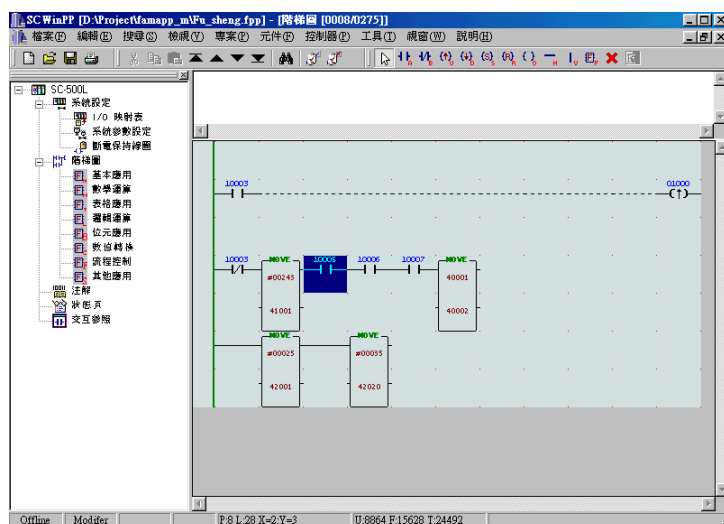 SCWinPP [D:\Project\famapp_m\Fu_sheng.fpp] - [階梯圖 [0008/0275]]
檔案(F) 編輯(E) 搜尋(S) 檢視(V) 專案(P) 元件(F) 控制器(P) 工具(I) 視窗(W) 說明(H)
SC-500L
系統設定
I/O 映射表
系統參數設定
斷電保持線圈
階梯圖
基本應用
數學運算
表格應用
邏輯運算
位元應用
數值轉換
流程控制
其他應用
注解
狀態頁
交互參照
10003 01000
10003 MOVE 10005 10006 10007 MOVE
#00243 40001
41001 40002
MOVE MOVE
#00025 #00035
42001 42020
Offline Modifer P:8 L:28 X=2:Y=3 U:8864 F:15628 T:24492